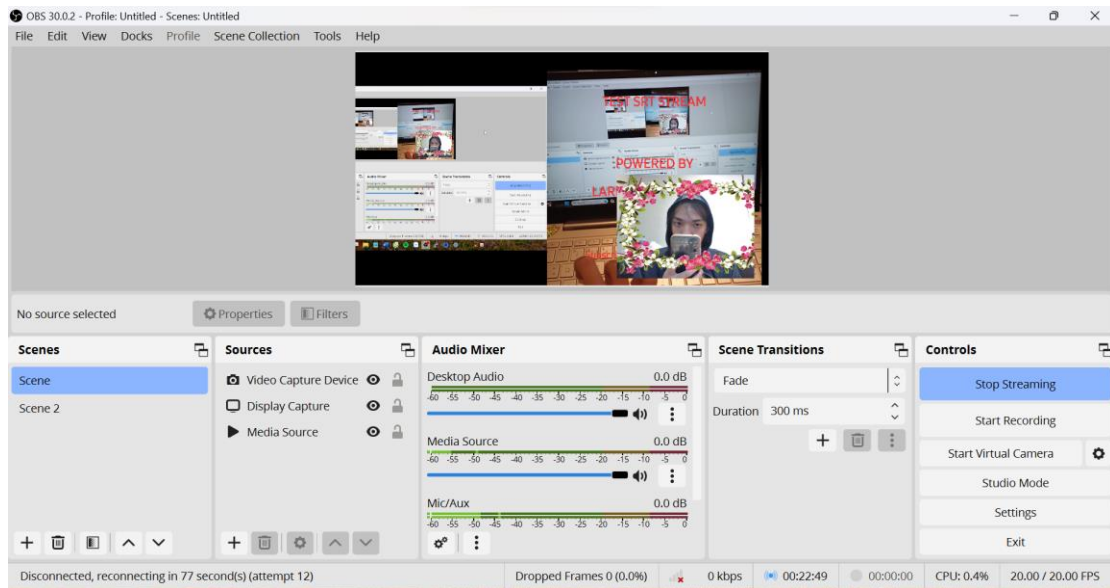 OBS 30.0.2 - Profile: Untitled - Scenes: Untitled
File Edit View Docks Profile Scene Collection Tools Help
TEST SRT STREAM
POWERED BY
No source selected
Properties
Filters
Scenes
Scene
Scene 2
Sources
Video Capture Device
Display Capture
Media Source
Audio Mixer
Desktop Audio 0.0 dB
-60 -55 -50 -45 -40 -35 -30 -25 -20 -15 -10 -5 0
Media Source 0.0 dB
-60 -55 -50 -45 -40 -35 -30 -25 -20 -15 -10 -5 0
Mic/Aux 0.0 dB
-60 -55 -50 -45 -40 -35 -30 -25 -20 -15 -10 -5 0
Scene Transitions
Fade
Duration 300 ms
Controls
Stop Streaming
Start Recording
Start Virtual Camera
Studio Mode
Settings
Exit
Disconnected, reconnecting in 77 second(s) (attempt 12)
Dropped Frames 0 (0.0%)
0 kbps
00:22:49
00:00:00
CPU: 0.4%
20.00 / 20.00 FPS